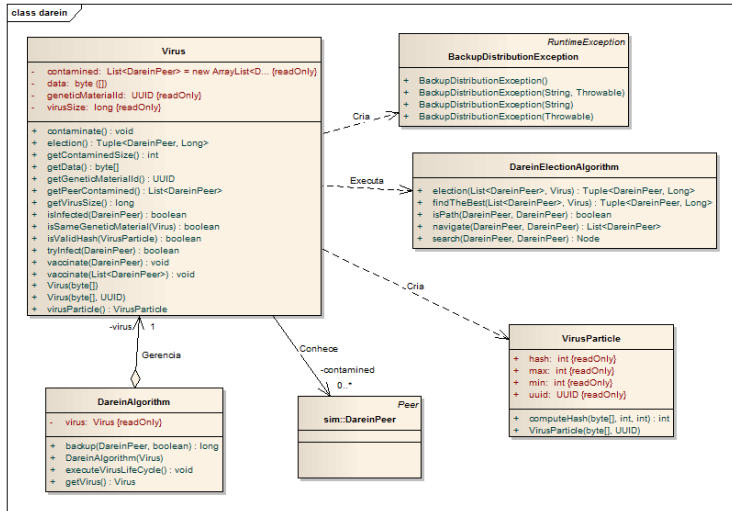 class darein
Virus
- contamined: List<DareinPeer> = new ArrayList<D... {readOnly}
- data: byte ([])
- geneticMaterialId: UUID {readOnly}
- virusSize: long {readOnly}
+ contaminate() : void
+ election() : Tuple<DareinPeer, Long>
+ getContaminedSize() : int
+ getData() : byte[]
+ getGeneticMaterialId() : UUID
+ getPeerContamined() : List<DareinPeer>
+ getVirusSize() : long
+ isInfected(DareinPeer) : boolean
+ isSameGeneticMaterial(Virus) : boolean
+ isValidHash(VirusParticle) : boolean
+ tryInfect(DareinPeer) : boolean
+ vaccinate(DareinPeer) : void
+ vaccinate(List<DareinPeer>) : void
+ Virus(byte[])
+ Virus(byte[], UUID)
+ virusParticle() : VirusParticle
RuntimeException
BackupDistributionException
+ BackupDistributionException()
+ BackupDistributionException(String, Throwable)
+ BackupDistributionException(String)
+ BackupDistributionException(Throwable)
Cria
DareinElectionAlgorithm
+ election(List<DareinPeer>, Virus) : Tuple<DareinPeer, Long>
+ findTheBest(List<DareinPeer>, Virus) : Tuple<DareinPeer, Long>
+ isPath(DareinPeer, DareinPeer) : boolean
+ navigate(DareinPeer, DareinPeer) : List<DareinPeer>
+ search(DareinPeer, DareinPeer) : Node
Executa
Cria
VirusParticle
+ hash: int {readOnly}
+ max: int {readOnly}
+ min: int {readOnly}
+ uuid: UUID {readOnly}
+ computeHash(byte[], int, int) : int
+ VirusParticle(byte[], UUID)
-virus 1
Gerencia
Conhece
-contamined
0..*
DareinAlgorithm
- virus: Virus {readOnly}
+ backup(DareinPeer, boolean) : long
+ DareinAlgorithm(Virus)
+ executeVirusLifeCycle() : void
+ getVirus() : Virus
Peer
sim::DareinPeer